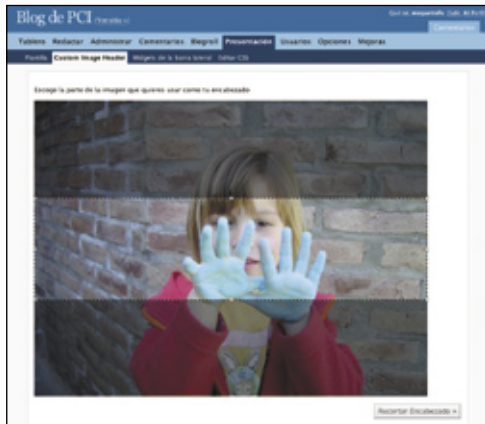 Blog de PCI
Tablero Redactar Administrar Comentarios Blogroll Presentación Usuarios Opciones Mejoras
Custom Image Header Widgets de la barra lateral Editar CSS
Escoge la parte de la imagen que quieres usar como tu encabezado
Recortar Encabezado »